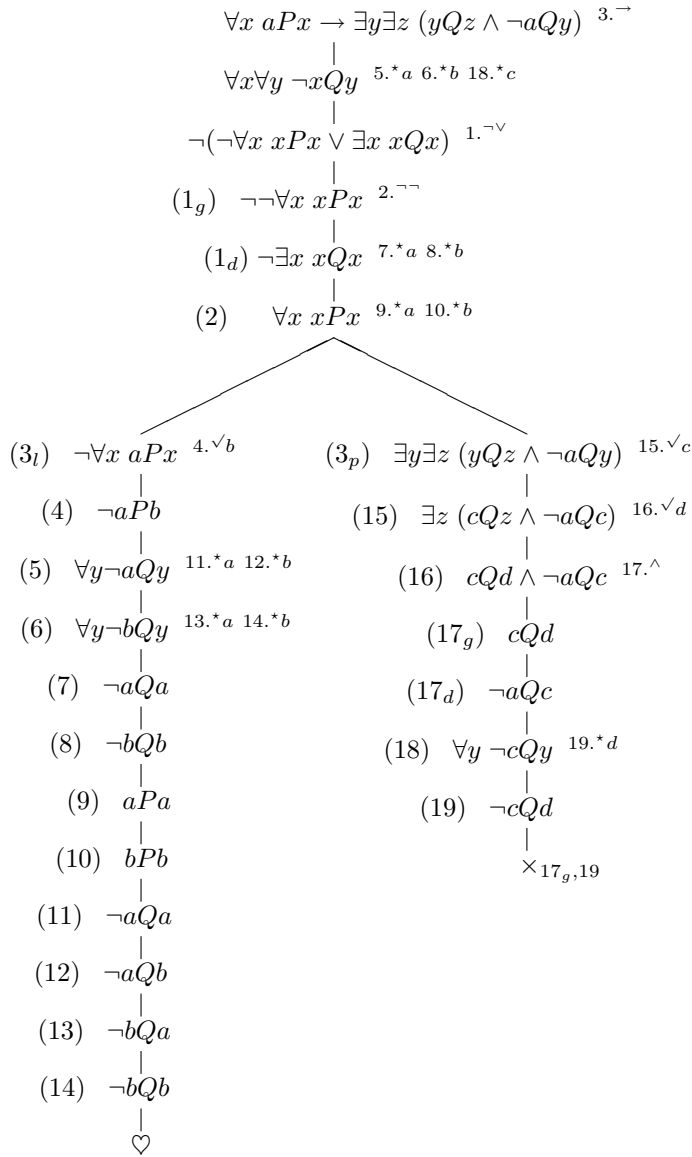 ∀x aPx → ∃y∃z (yQz ∧ ¬aQy) 3.→
∀x∀y ¬xQy 5.⋆a 6.⋆b 18.⋆c
¬(¬∀x xPx ∨ ∃x xQx) 1.¬∨
(1g) ¬¬∀x xPx 2.¬¬
(1d) ¬∃x xQx 7.⋆a 8.⋆b
(2) ∀x xPx 9.⋆a 10.⋆b
(3l) ¬∀x aPx 4.√b
(4) ¬aPb
(5) ∀y¬aQy 11.⋆a 12.⋆b
(6) ∀y¬bQy 13.⋆a 14.⋆b
(7) ¬aQa
(8) ¬bQb
(9) aPa
(10) bPb
(11) ¬aQa
(12) ¬aQb
(13) ¬bQa
(14) ¬bQb
♡
(3p) ∃y∃z (yQz ∧ ¬aQy) 15.√c
(15) ∃z (cQz ∧ ¬aQc) 16.√d
(16) cQd ∧ ¬aQc 17.∧
(17g) cQd
(17d) ¬aQc
(18) ∀y ¬cQy 19.⋆d
(19) ¬cQd
×17g,19